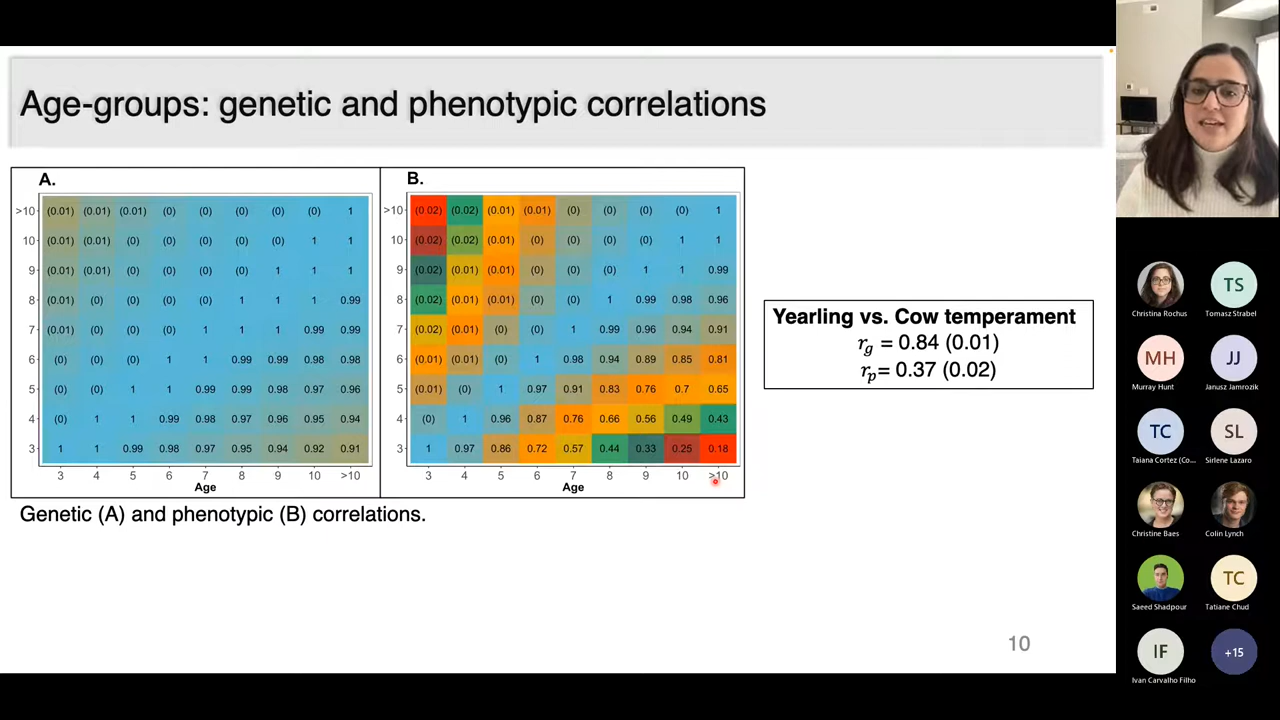 Age-groups: genetic and phenotypic correlations
A.
>10 (0.01) (0.01) (0.01) (0) (0) (0) (0) (0) 1
10 (0.01) (0.01) (0) (0) (0) (0) (0) 1 1
9 (0.01) (0.01) (0) (0) (0) (0) 1 1 1
8 (0.01) (0) (0) (0) (0) 1 1 1 0.99
7 (0.01) (0) (0) (0) 1 1 1 0.99 0.99
6 (0) (0) (0) 1 1 0.99 0.99 0.98 0.98
5 (0) (0) 1 1 0.99 0.99 0.98 0.97 0.96
4 (0) 1 1 0.99 0.98 0.97 0.96 0.95 0.94
3 1 1 0.99 0.98 0.97 0.95 0.94 0.92 0.91
3 4 5 6 7 8 9 10 >10
Age
B.
>10 (0.02) (0.02) (0.01) (0.01) (0) (0) (0) (0) 1
10 (0.02) (0.02) (0.01) (0) (0) (0) (0) 1 1
9 (0.02) (0.01) (0.01) (0) (0) (0) 1 1 0.99
8 (0.02) (0.01) (0.01) (0) (0) 1 0.99 0.98 0.96
7 (0.02) (0.01) (0) (0) 1 0.99 0.96 0.94 0.91
6 (0.01) (0.01) (0) 1 0.98 0.94 0.89 0.85 0.81
5 (0.01) (0) 1 0.97 0.91 0.83 0.76 0.7 0.65
4 (0) 1 0.96 0.87 0.76 0.66 0.56 0.49 0.43
3 1 0.97 0.86 0.72 0.57 0.44 0.33 0.25 0.18
3 4 5 6 7 8 9 10 >10
Age
Genetic (A) and phenotypic (B) correlations.
Yearling vs. Cow temperament
rg = 0.84 (0.01)
rp= 0.37 (0.02)
10
Christina Rochus
TS
Tomasz Strabel
MH
Murray Hunt
JJ
Janusz Jamrozik
TC
Taiana Cortez (Co...
SL
Sirlene Lazaro
Christine Baes
Colin Lynch
Saeed Shadpour
TC
Tatiane Chud
IF
Ivan Carvalho Filho
+15